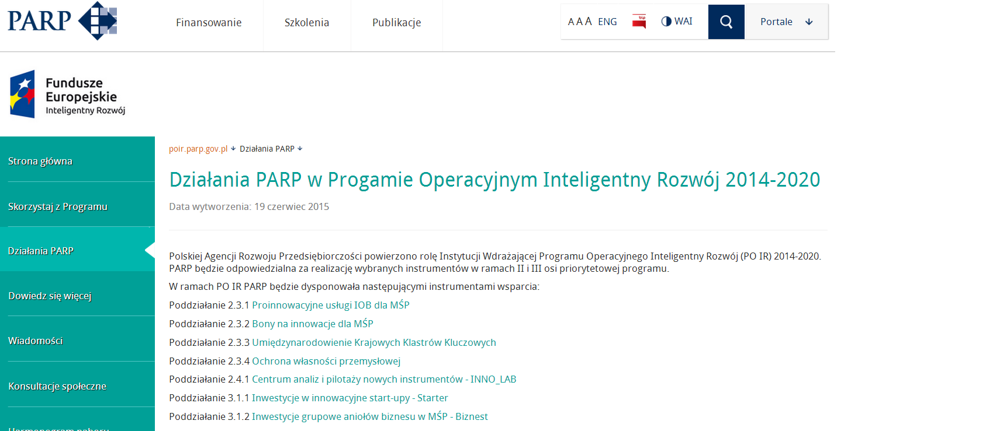 PARP
Finansowanie
Szkolenia
Publikacje
A A A ENG
bip
WAI
Portale
Fundusze
Europejskie
Inteligentny Rozwój
Strona główna
Skorzystaj z Programu
Działania PARP
Dowiedz się więcej
Wiadomości
Konsultacje społeczne
Harmonogram naboru
poir.parp.gov.pl Działania PARP
Działania PARP w Progamie Operacyjnym Inteligentny Rozwój 2014-2020
Data wytworzenia: 19 czerwiec 2015
Polskiej Agencji Rozwoju Przedsiębiorczości powierzono rolę Instytucji Wdrażającej Programu Operacyjnego Inteligentny Rozwój (PO IR) 2014-2020.
PARP będzie odpowiedzialna za realizację wybranych instrumentów w ramach II i III osi priorytetowej programu.
W ramach PO IR PARP będzie dysponowała następującymi instrumentami wsparcia:
Poddziałanie 2.3.1 Proinnowacyjne usługi IOB dla MŚP
Poddziałanie 2.3.2 Bony na innowacje dla MŚP
Poddziałanie 2.3.3 Umiędzynarodowienie Krajowych Klastrów Kluczowych
Poddziałanie 2.3.4 Ochrona własności przemysłowej
Poddziałanie 2.4.1 Centrum analiz i pilotaży nowych instrumentów - INNO_LAB
Poddziałanie 3.1.1 Inwestycje w innowacyjne start-upy - Starter
Poddziałanie 3.1.2 Inwestycje grupowe aniołów biznesu w MŚP - Biznest